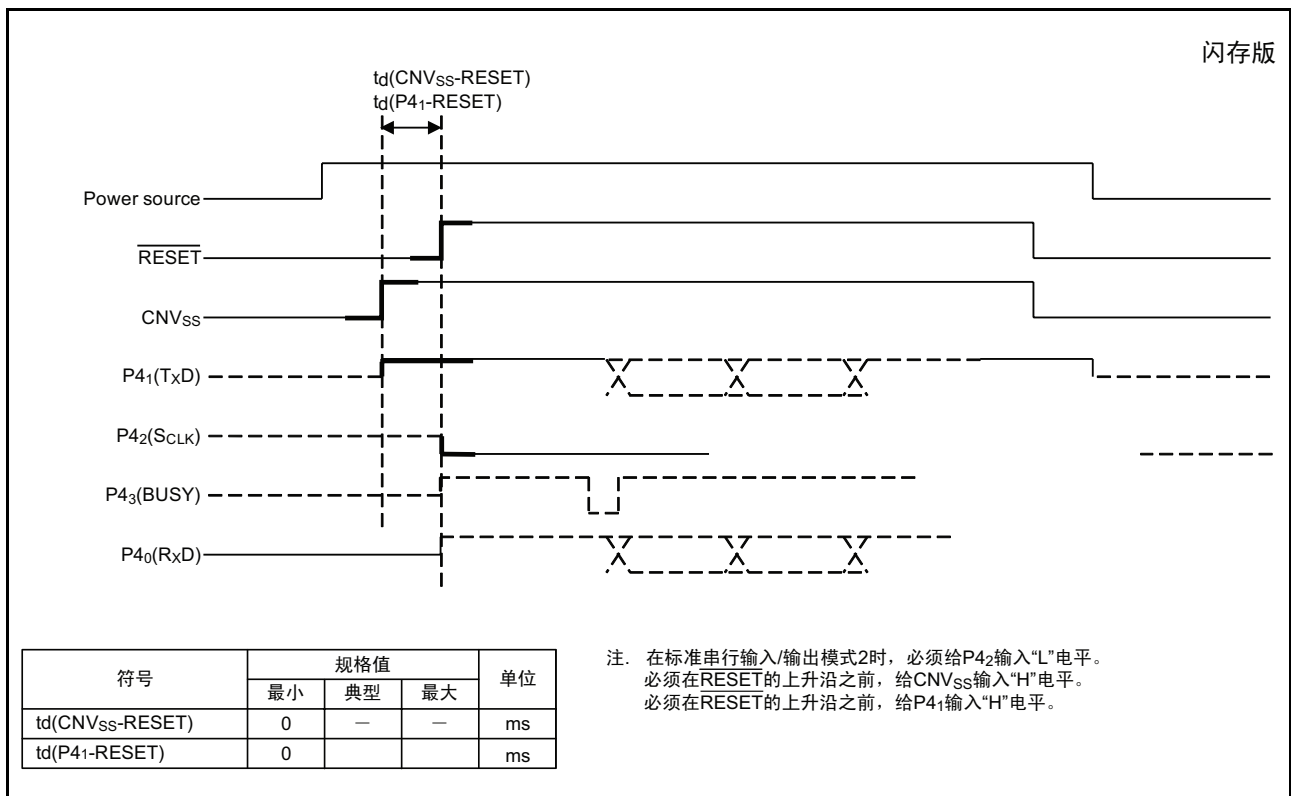 闪存版
td(CNVSS-RESET)
td(P41-RESET)
Power source
RESET
CNVSS
P41(TXD)
P42(SCLK)
P43(BUSY)
P40(RXD)
符号 规格值 单位
最小 典型 最大
td(CNVSS-RESET) 0 — — ms
td(P41-RESET) 0 ms
注. 在标准串行输入/输出模式2时，必须给P42输入“L”电平。
必须在RESET的上升沿之前，给CNVSS输入“H”电平。
必须在RESET的上升沿之前，给P41输入“H”电平。